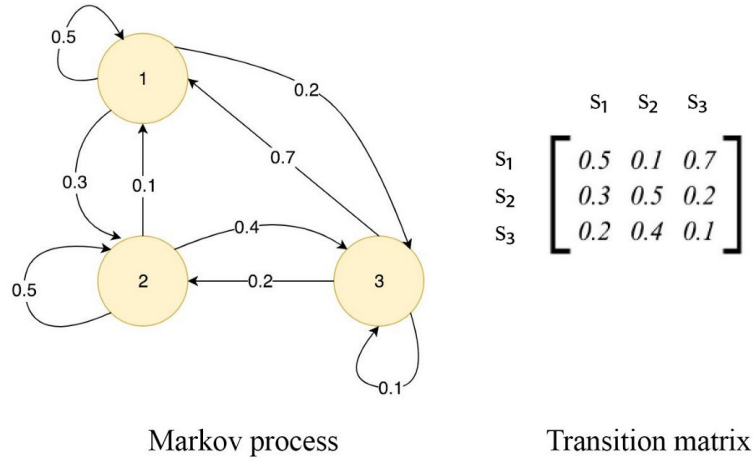 0.5
1
0.2
0.7
0.3
0.1
0.4
0.5
2
0.2
3
0.1
S₁ S₂ S₃
S₁ 0.5 0.1 0.7
S₂ 0.3 0.5 0.2
S₃ 0.2 0.4 0.1
Markov process
Transition matrix